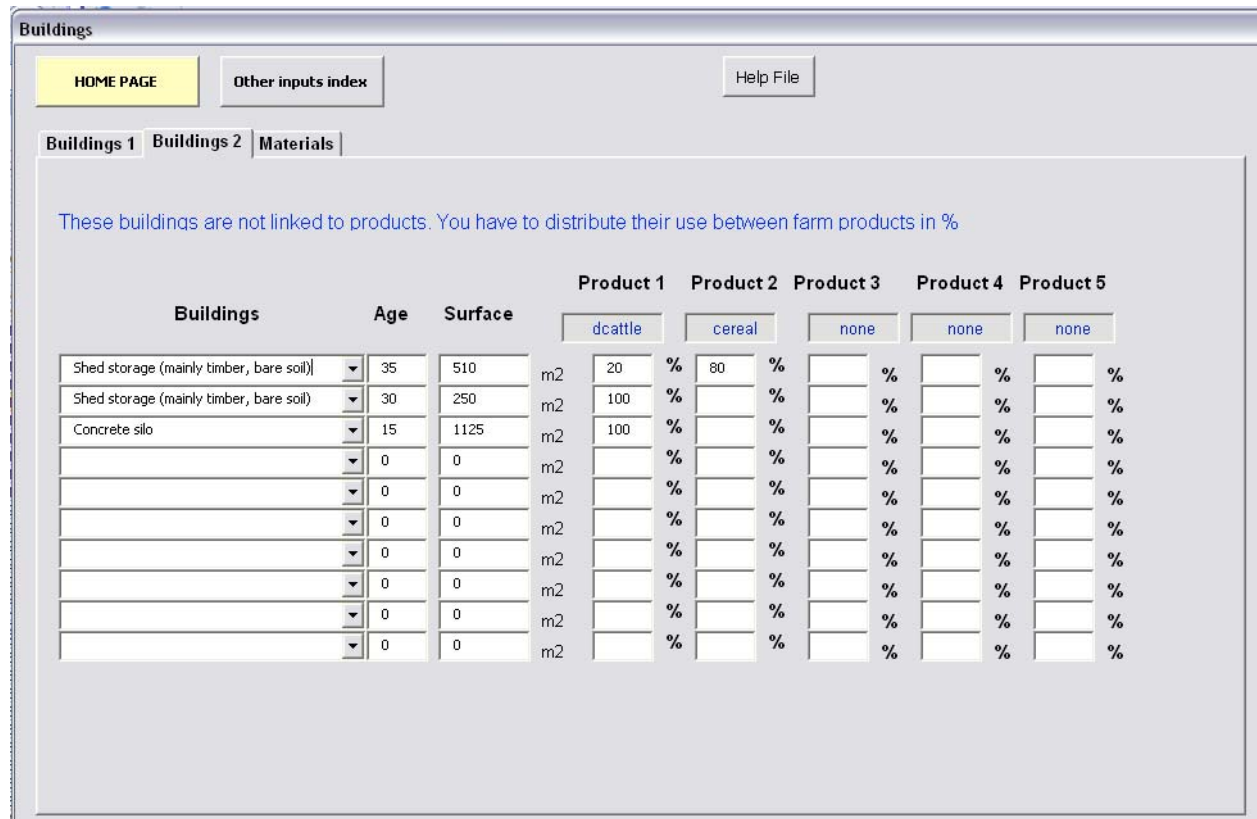 Buildings
HOME PAGE Other inputs index Help File
Buildings 1 Buildings 2 Materials
These buildings are not linked to products. You have to distribute their use between farm products in %
Product 1 Product 2 Product 3 Product 4 Product 5
Buildings Age Surface
dcattle cereal none none none
Shed storage (mainly timber, bare soil) 35 510 m2 20 % 80 % % % %
Shed storage (mainly timber, bare soil) 30 250 m2 100 % % % % %
Concrete silo 15 1125 m2 100 % % % % %
0 0 m2 % % % % %
0 0 m2 % % % % %
0 0 m2 % % % % %
0 0 m2 % % % % %
0 0 m2 % % % % %
0 0 m2 % % % % %
0 0 m2 % % % % %